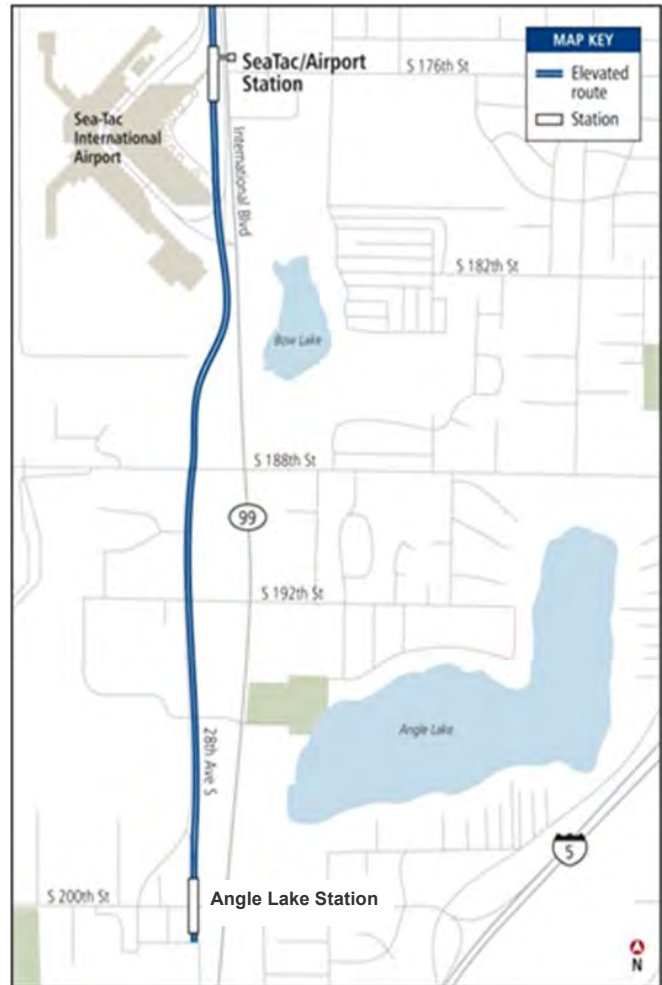 MAP KEY
Elevated
route
Station
SeaTac/Airport
Station
S 176th St
Sea-Tac
International
Airport
International Blvd
S 182th St
Bow Lake
S 188th St
99
S 192th St
Angle Lake
28th Ave S
5
S 200th St
Angle Lake Station
N